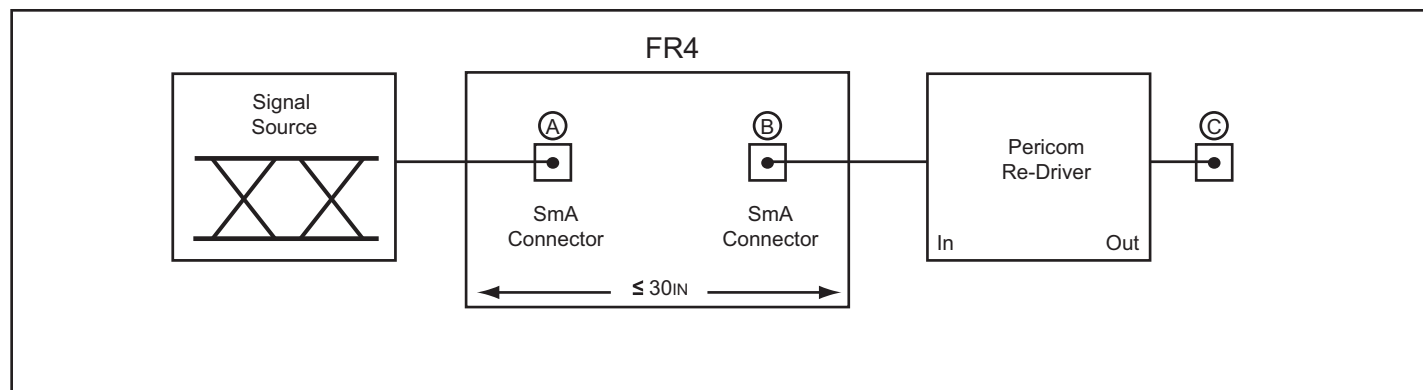 FR4
Signal
Source
A
B
C
SmA
Connector
SmA
Connector
Pericom
Re-Driver
In
Out
≤ 30IN